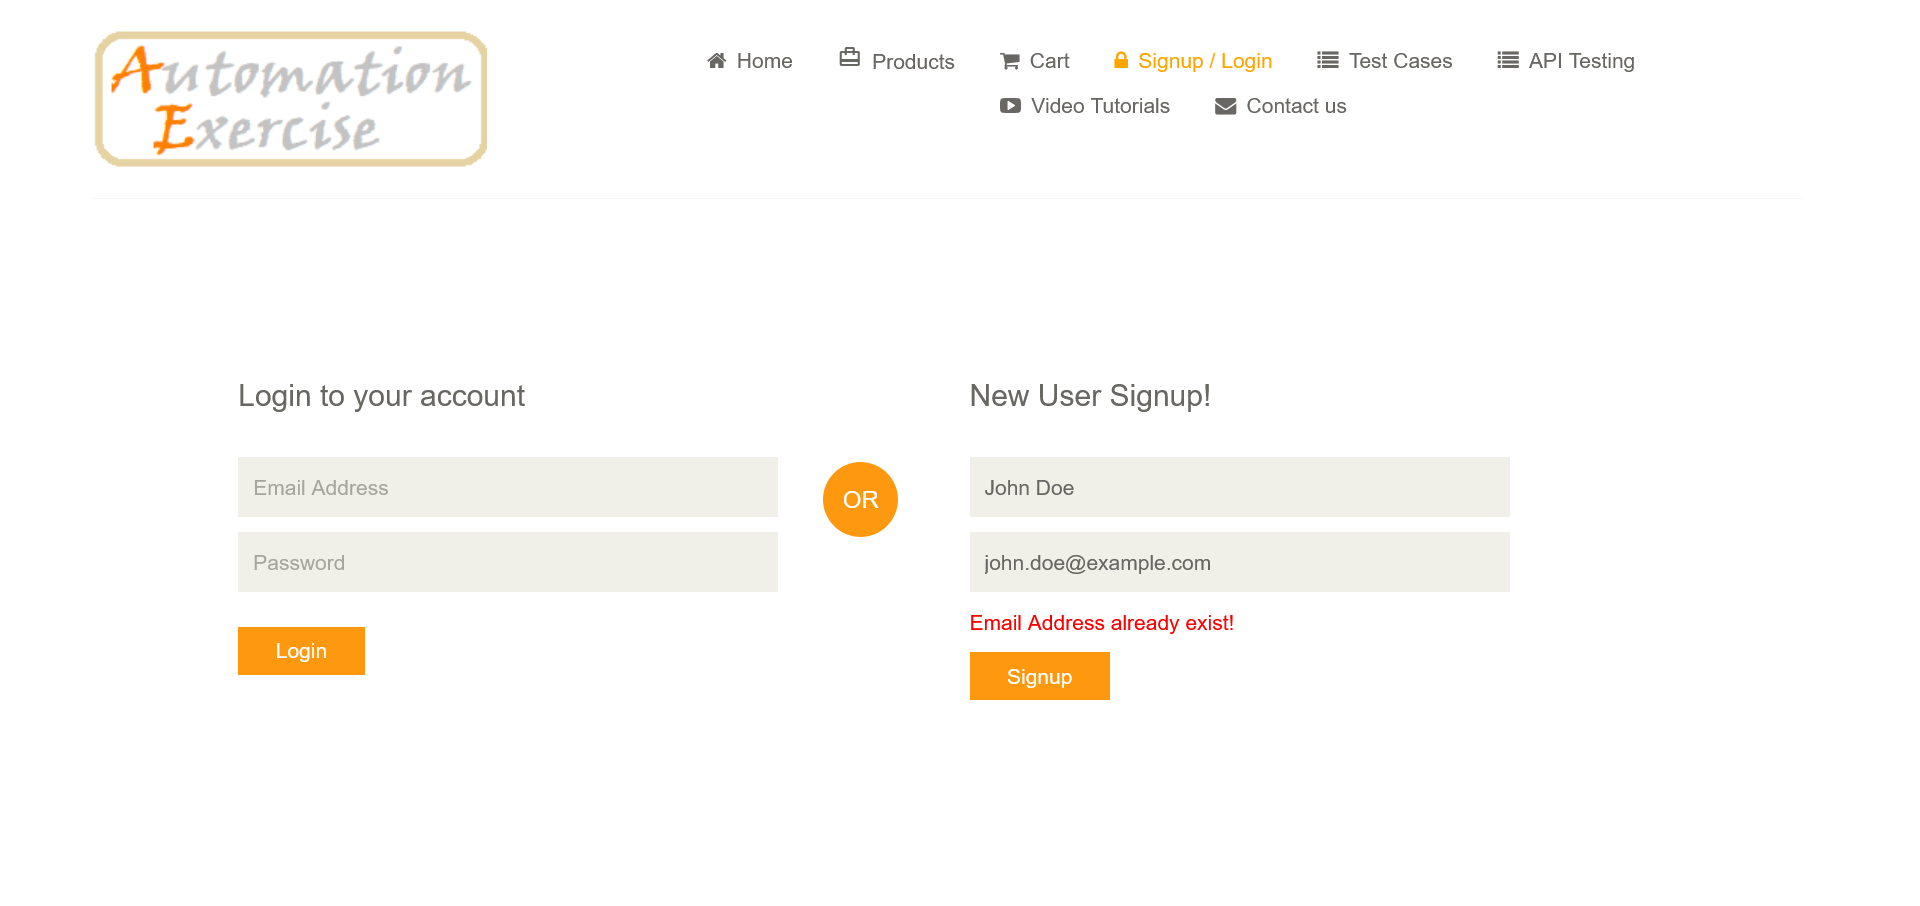 Automation
Exercise
Home Products Cart Signup / Login Test Cases API Testing
Video Tutorials Contact us
Login to your account
Email Address
Password
Login
OR
New User Signup!
John Doe
john.doe@example.com
Email Address already exist!
Signup